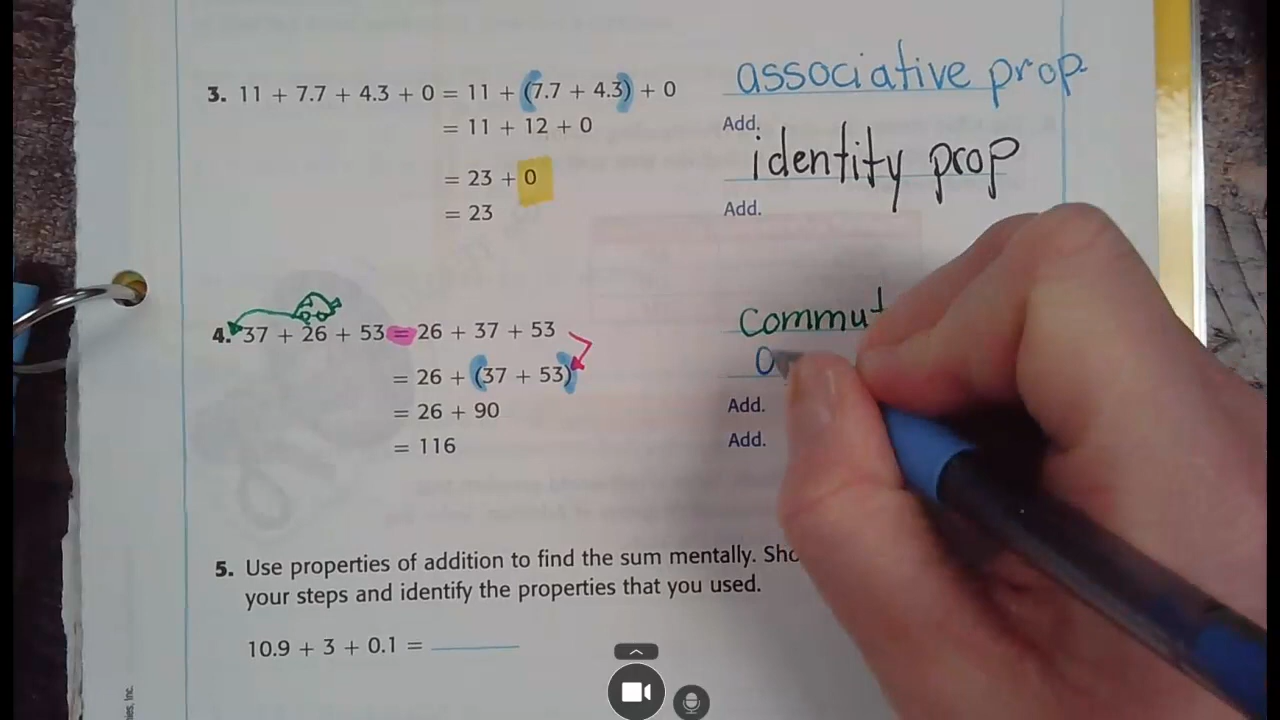 3. 11 + 7.7 + 4.3 + 0 = 11 + (7.7 + 4.3) + 0 associative prop.
= 11 + 12 + 0 Add.
= 23 + 0 identity prop
= 23 Add.
4. 37 + 26 + 53 = 26 + 37 + 53 Commut
= 26 + (37 + 53)
= 26 + 90 Add.
= 116 Add.
5. Use properties of addition to find the sum mentally. Sho
your steps and identify the properties that you used.
10.9 + 3 + 0.1 =